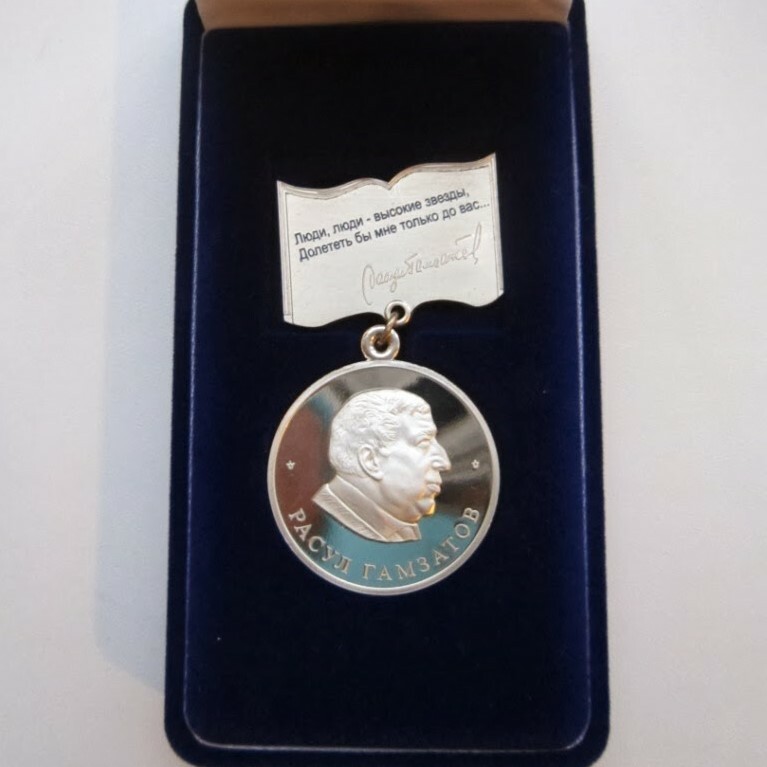 Люди, люди - высокие звезды,
Долететь бы мне только до вас...
РАСУЛ ГАМЗАТОВ